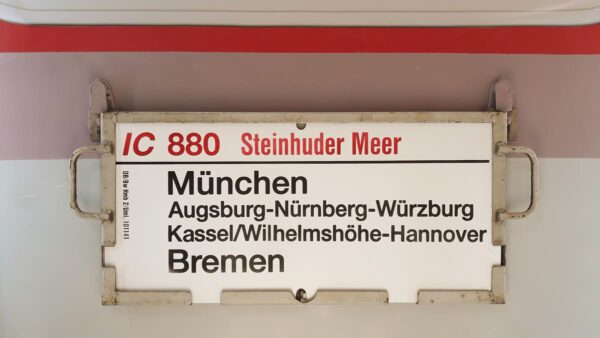 IC 880 Steinhuder Meer
München
Augsburg-Nürnberg-Würzburg
Kassel/Wilhelmshöhe-Hannover
Bremen